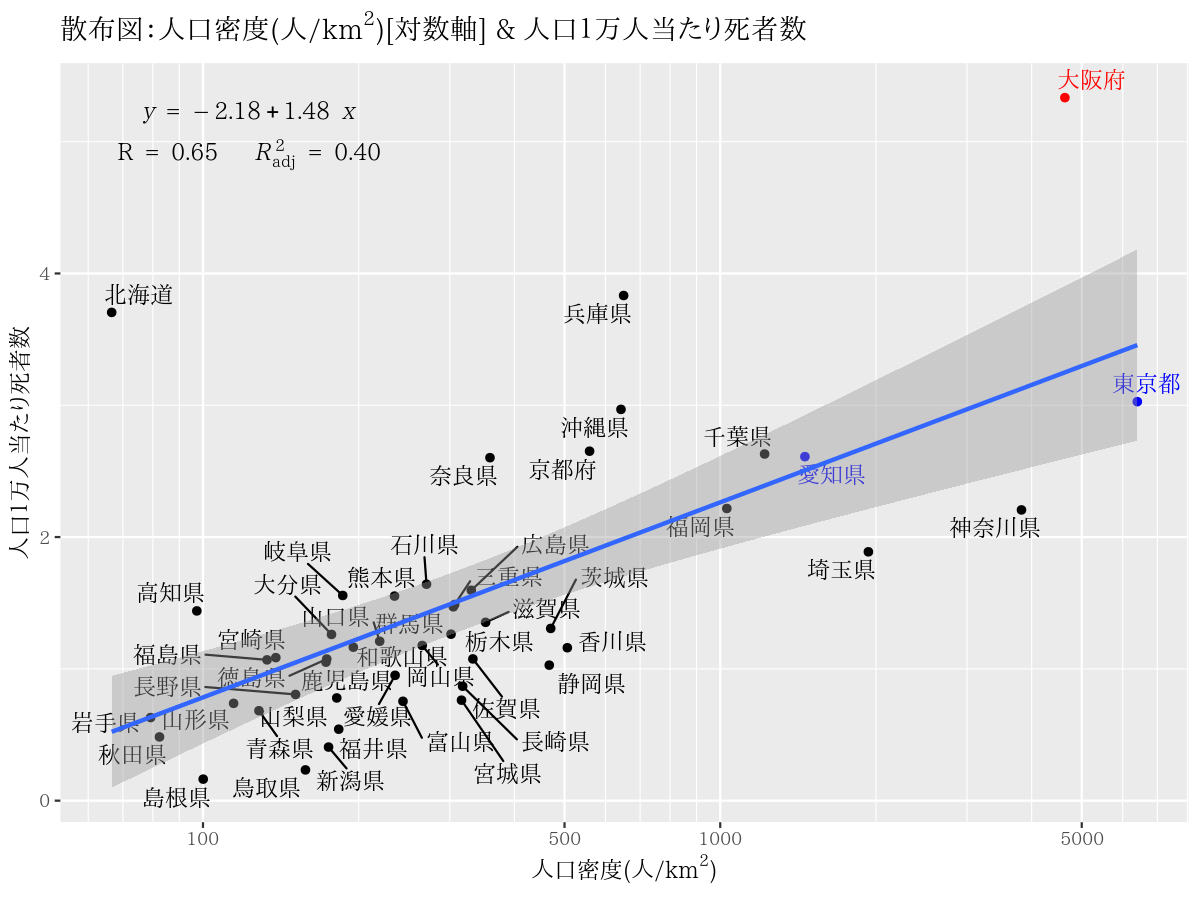 散布図：人口密度(人/km²)[対数軸] & 人口1万人当たり死者数
y = −2.18+1.48 x
R = 0.65 R²adj = 0.40
大阪府
北海道
兵庫県
東京都
沖縄県
千葉県
奈良県
京都府
愛知県
福岡県
神奈川県
埼玉県
岐阜県
石川県
広島県
高知県
大分県
熊本県
三重県
茨城県
山口県
群馬県
滋賀県
宮崎県
栃木県
香川県
福島県
和歌山県
徳島県
鹿児島県
岡山県
静岡県
長野県
岩手県
山形県
山梨県
愛媛県
佐賀県
秋田県
青森県
福井県
富山県
長崎県
島根県
鳥取県
新潟県
宮城県
人口1万人当たり死者数
4
2
0
100
500
1000
5000
人口密度(人/km²)